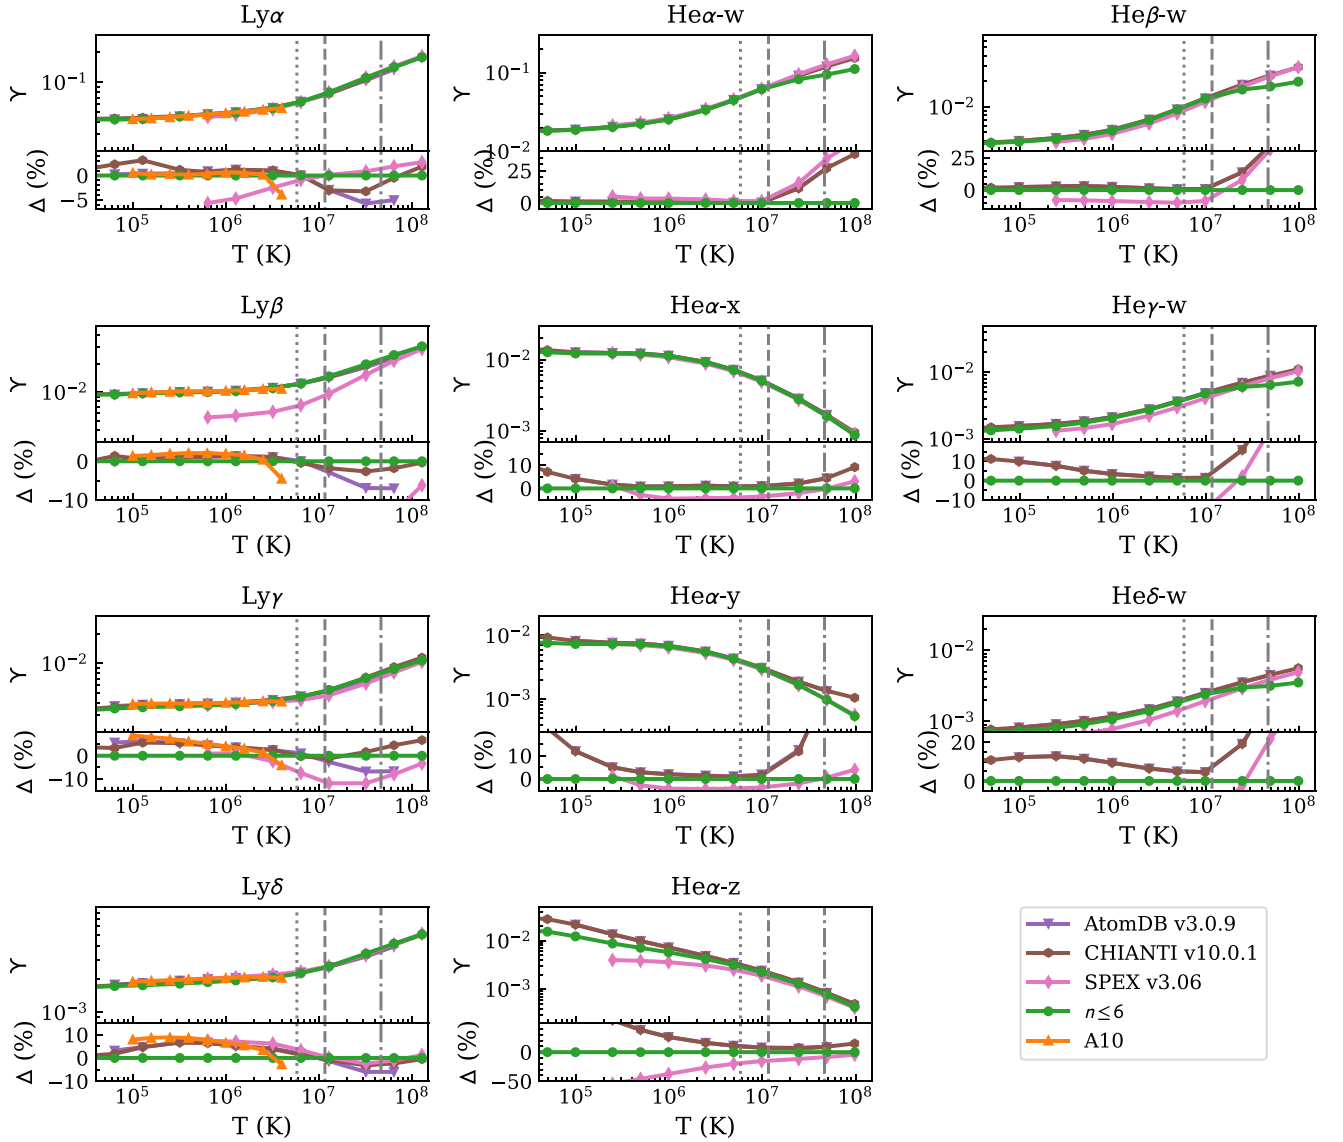 Lyα
Heα-w
Heβ-w
ϒ
10⁻¹
ϒ
10⁻¹
10⁻²
ϒ
10⁻²
Δ (%)
0
−5
Δ (%)
25
0
Δ (%)
25
0
10⁵ 10⁶ 10⁷ 10⁸
10⁵ 10⁶ 10⁷ 10⁸
10⁵ 10⁶ 10⁷ 10⁸
T (K)
T (K)
T (K)
Lyβ
Heα-x
Heγ-w
ϒ
10⁻²
ϒ
10⁻²
10⁻³
ϒ
10⁻²
10⁻³
Δ (%)
0
−10
Δ (%)
10
0
Δ (%)
10
0
−10
10⁵ 10⁶ 10⁷ 10⁸
10⁵ 10⁶ 10⁷ 10⁸
10⁵ 10⁶ 10⁷ 10⁸
T (K)
T (K)
T (K)
Lyγ
Heα-y
Heδ-w
ϒ
10⁻²
ϒ
10⁻²
10⁻³
ϒ
10⁻²
10⁻³
Δ (%)
0
−10
Δ (%)
10
0
Δ (%)
20
0
10⁵ 10⁶ 10⁷ 10⁸
10⁵ 10⁶ 10⁷ 10⁸
10⁵ 10⁶ 10⁷ 10⁸
T (K)
T (K)
T (K)
Lyδ
Heα-z
ϒ
10⁻³
ϒ
10⁻²
10⁻³
Δ (%)
10
0
−10
Δ (%)
0
−50
10⁵ 10⁶ 10⁷ 10⁸
10⁵ 10⁶ 10⁷ 10⁸
T (K)
T (K)
AtomDB v3.0.9
CHIANTI v10.0.1
SPEX v3.06
n≤6
A10